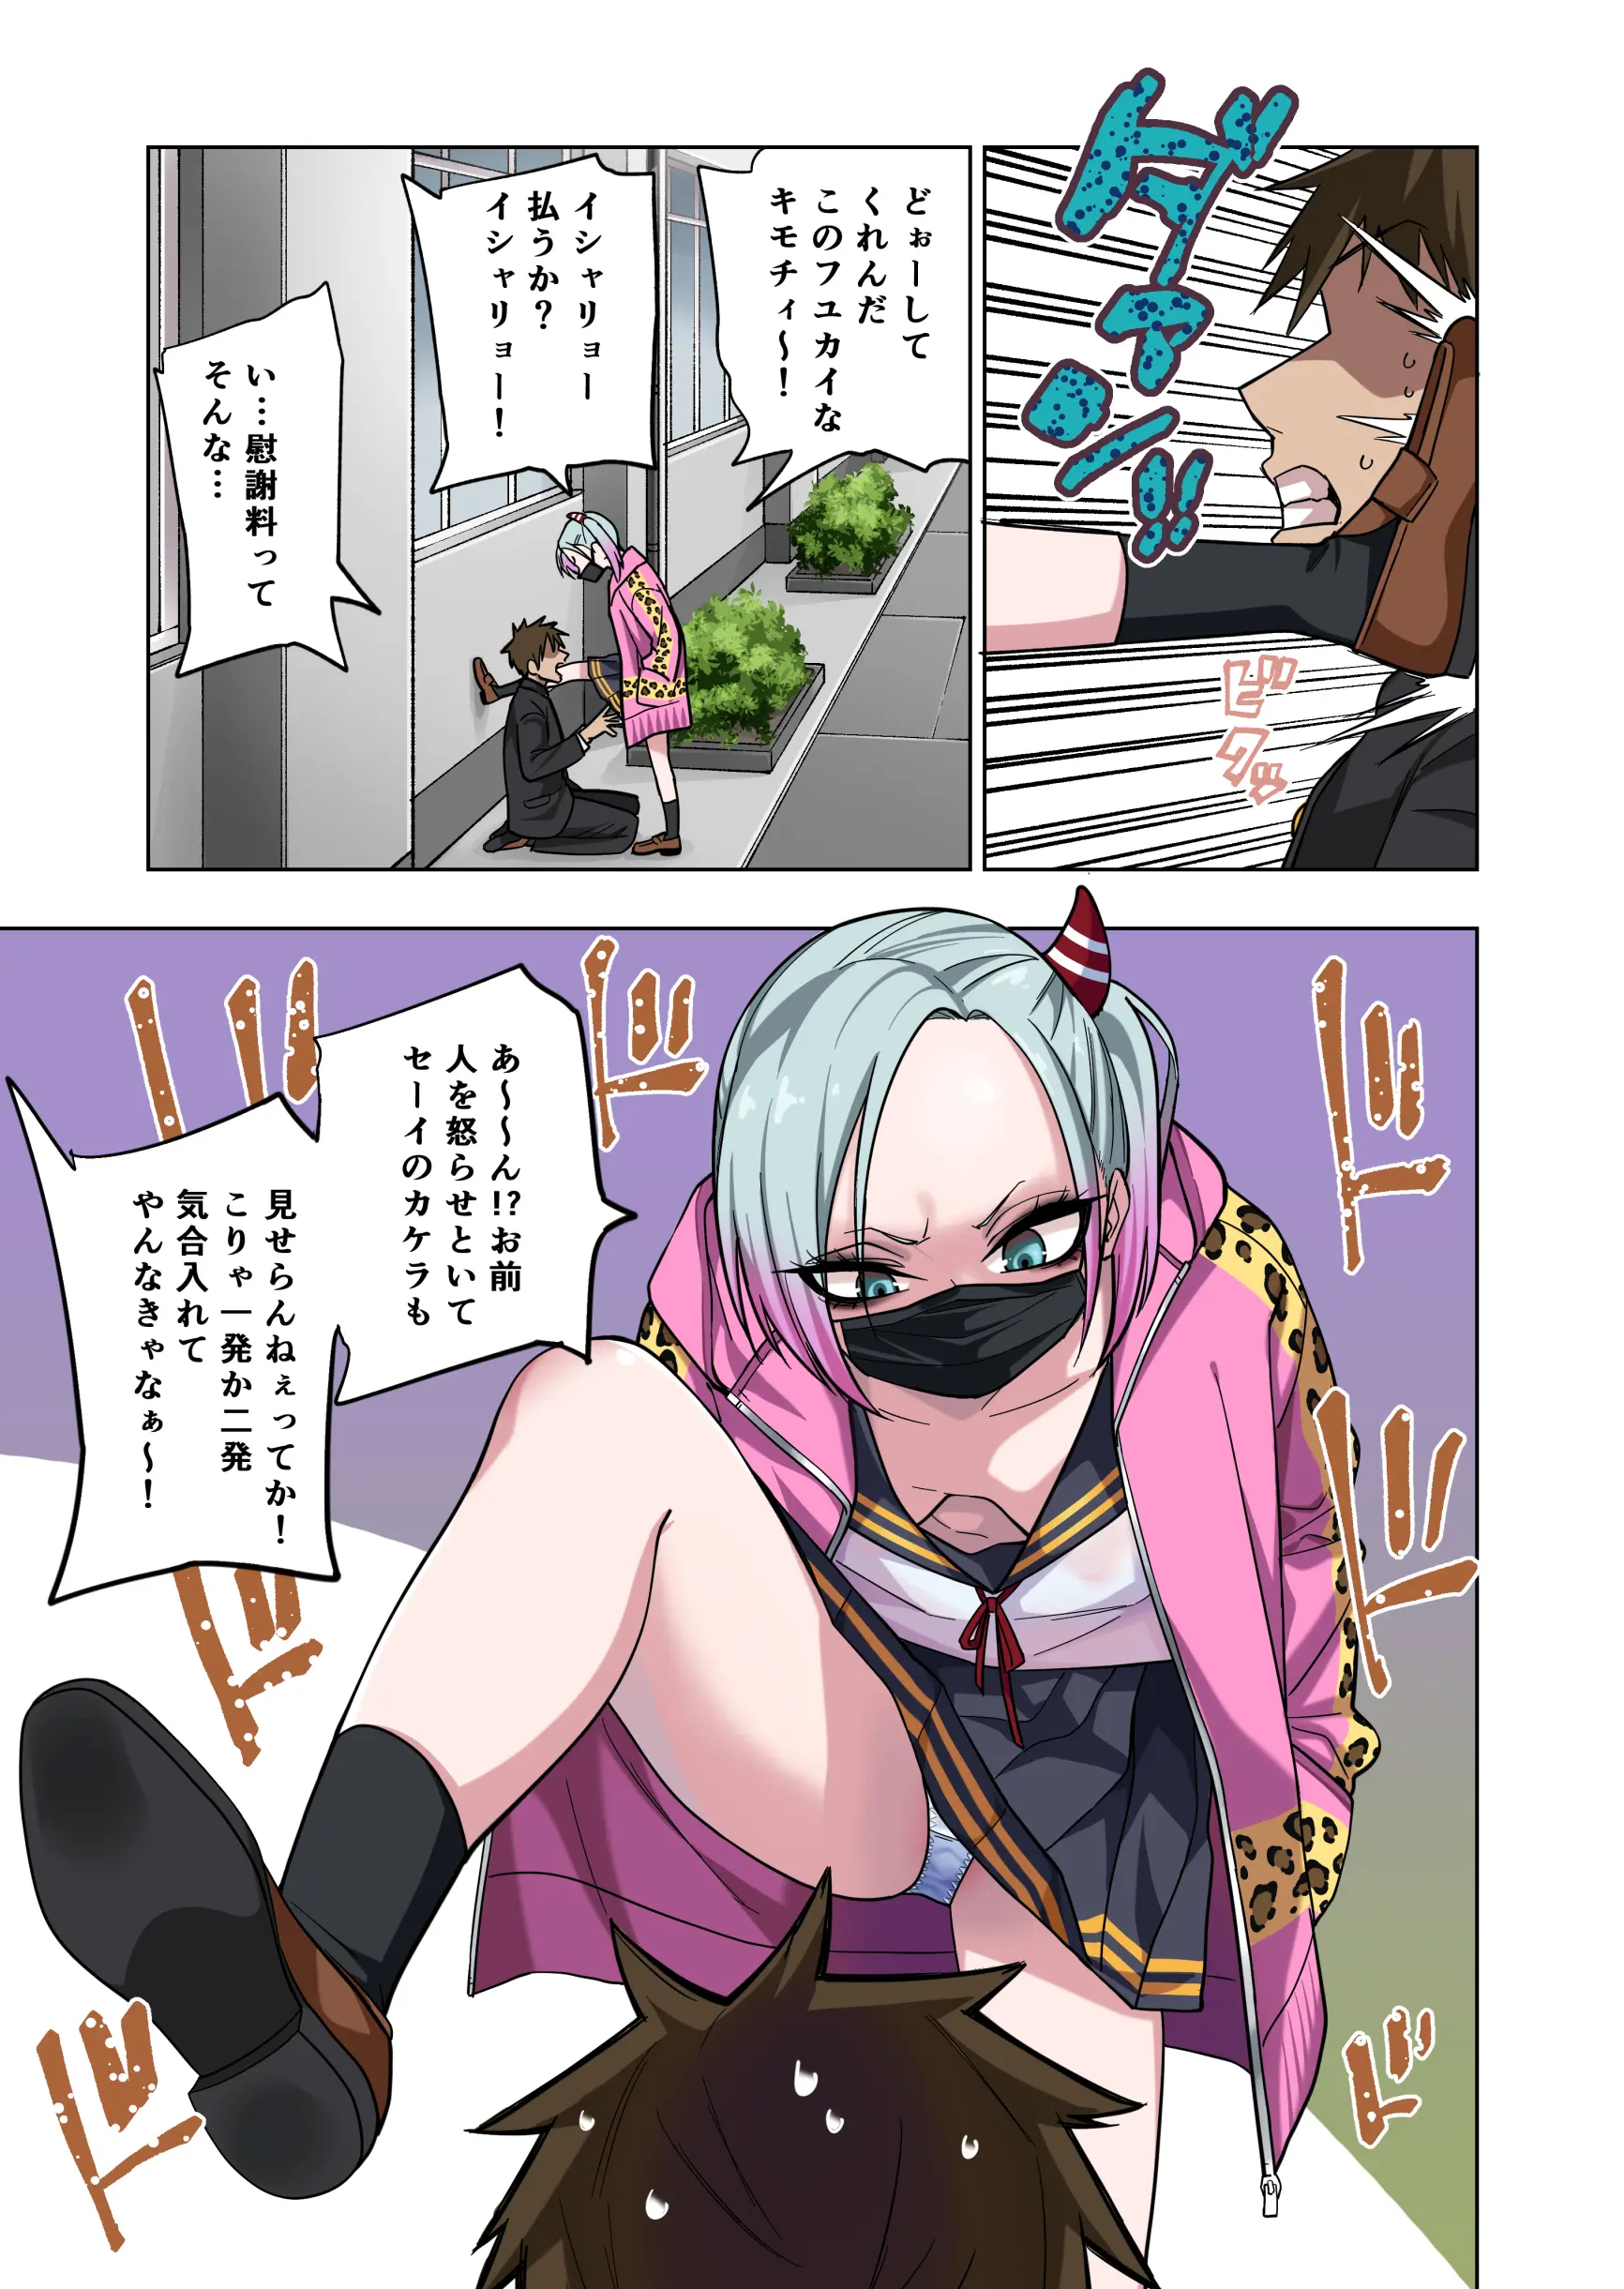 ダァンッ
ビクッ
どぉーして
くれんだ
このフユカイな
キモチィ〜！
イシャリョー
払うか？
イシャリョー！
い…慰謝料って
そんな…
あ〜〜〜ん!?お前
人を怒らせといて
セーイのカケラも
見せらんねぇってか！
こりゃ一発か二発
気合入れて
やんなきゃなぁ〜！
ド
ド
ド
ド
ド
ド
ド